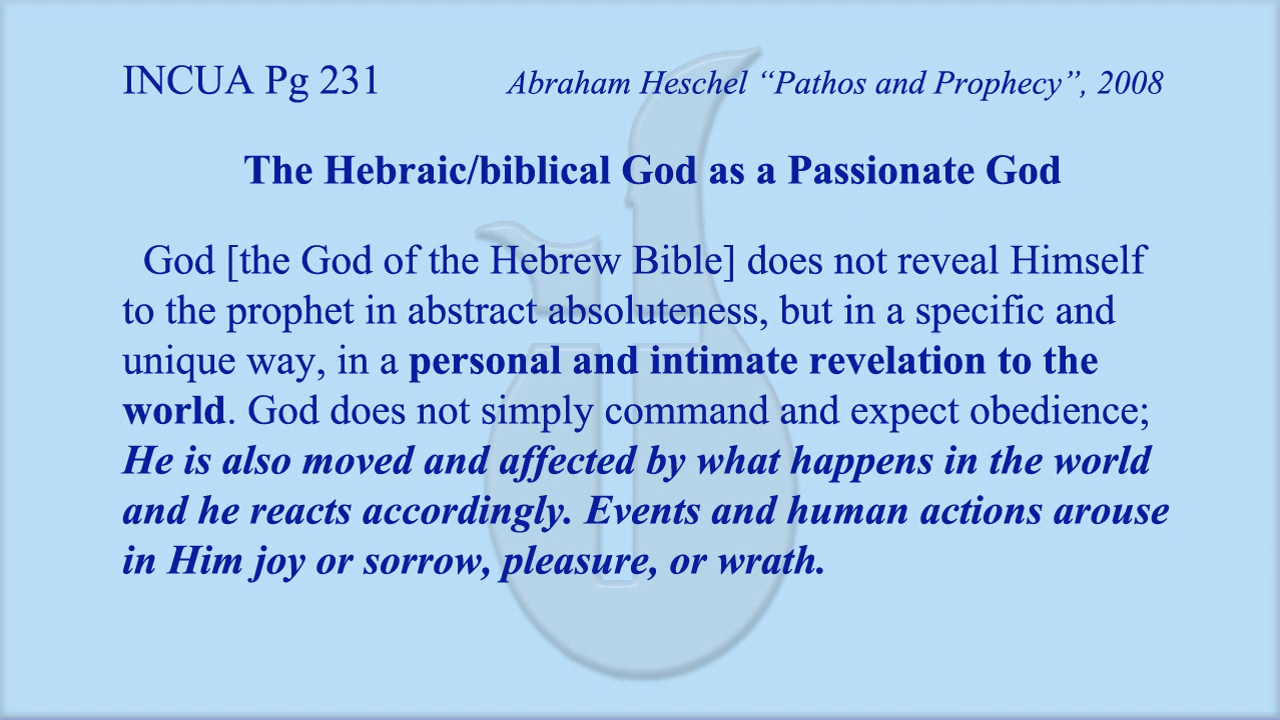 INCUA Pg 231 Abraham Heschel “Pathos and Prophecy”, 2008
The Hebraic/biblical God as a Passionate God
God [the God of the Hebrew Bible] does not reveal Himself
to the prophet in abstract absoluteness, but in a specific and
unique way, in a personal and intimate revelation to the
world. God does not simply command and expect obedience;
He is also moved and affected by what happens in the world
and he reacts accordingly. Events and human actions arouse
in Him joy or sorrow, pleasure, or wrath.